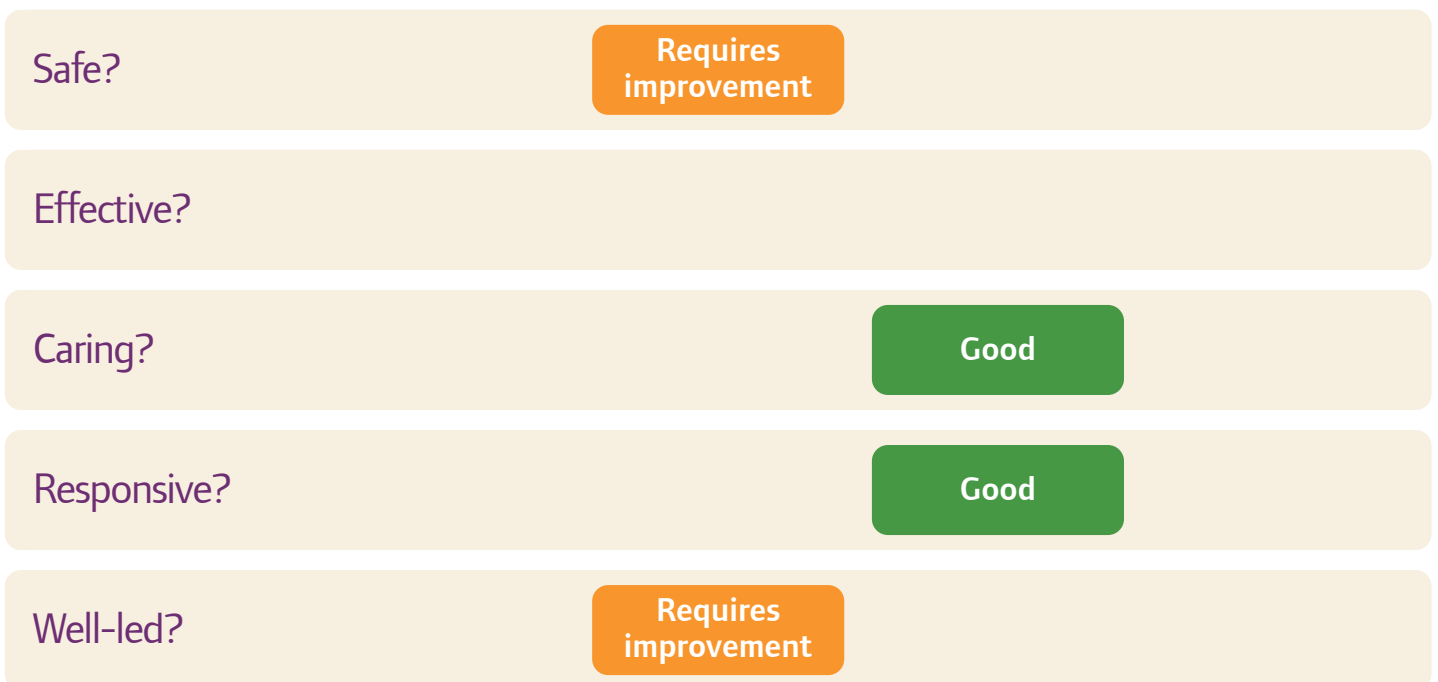 Safe?
Requires
improvement
Effective?
Caring?
Good
Responsive?
Good
Well-led?
Requires
improvement